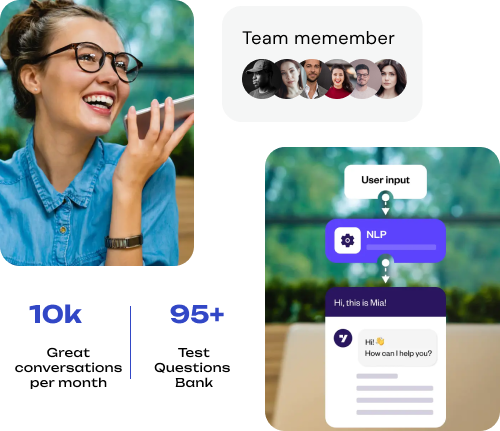 Team memember
User input
NLP
Hi, this is Mia!
Hi! 👋
How can I help you?
10k
Great
conversations
per month
95+
Test
Questions
Bank